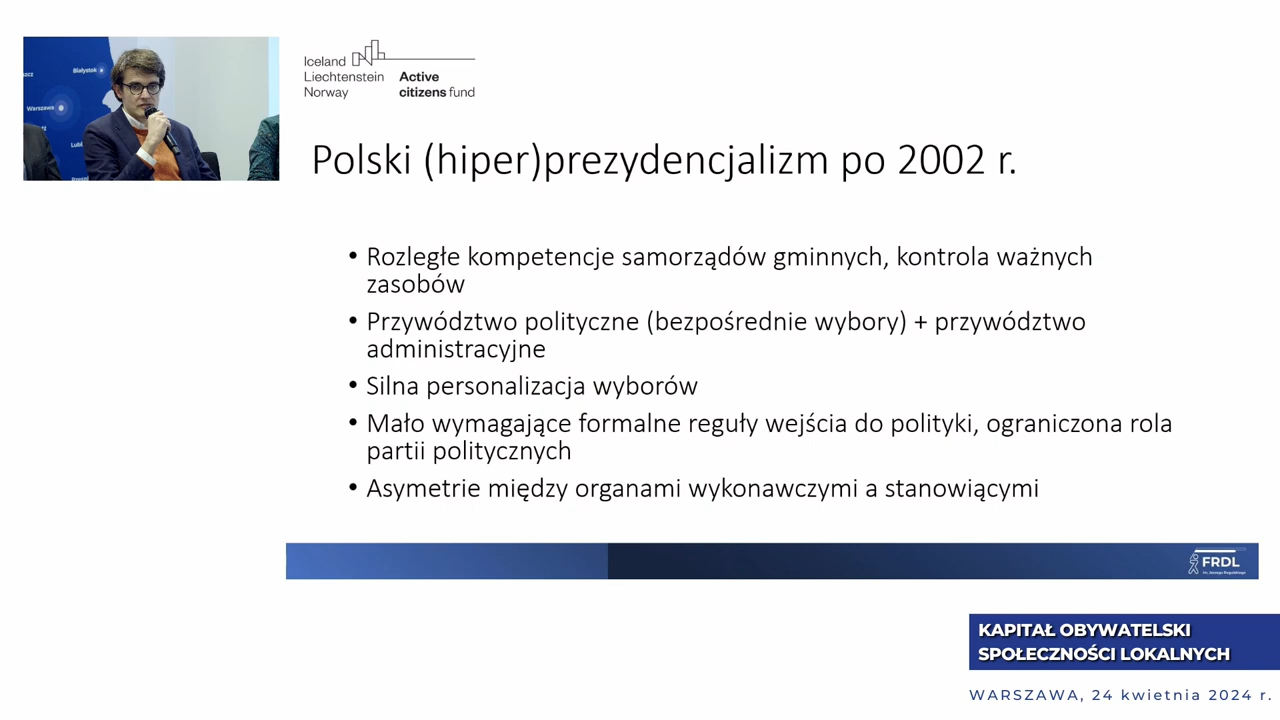 Białystok
Warszawa
Iceland
Liechtenstein
Norway
Active
citizens fund
Polski (hiper)prezydencjalizm po 2002 r.
• Rozległe kompetencje samorządów gminnych, kontrola ważnych
zasobów
• Przywództwo polityczne (bezpośrednie wybory) + przywództwo
administracyjne
• Silna personalizacja wyborów
• Mało wymagające formalne reguły wejścia do polityki, ograniczona rola
partii politycznych
• Asymetrie między organami wykonawczymi a stanowiącymi
FRDL
KAPITAŁ OBYWATELSKI
SPOŁECZNOŚCI LOKALNYCH
WARSZAWA, 24 kwietnia 2024 r.